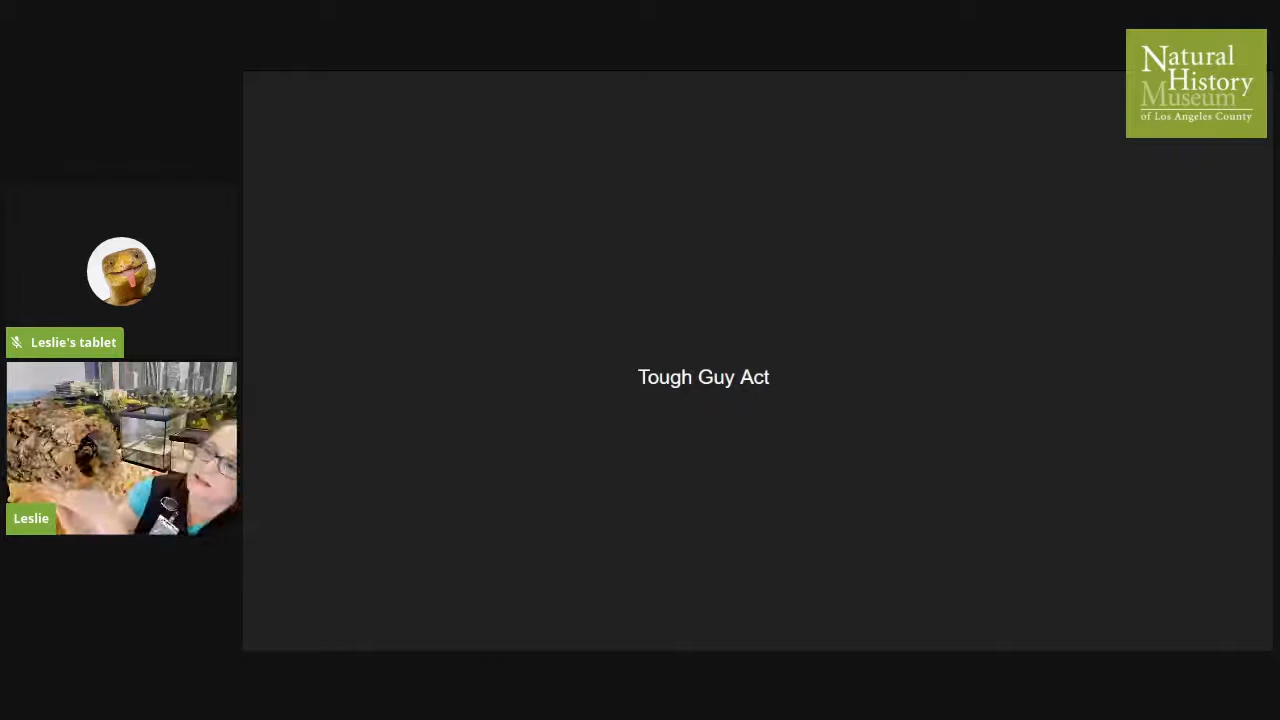 Natural
History
Museum
of Los Angeles County
Leslie's tablet
Tough Guy Act
Leslie